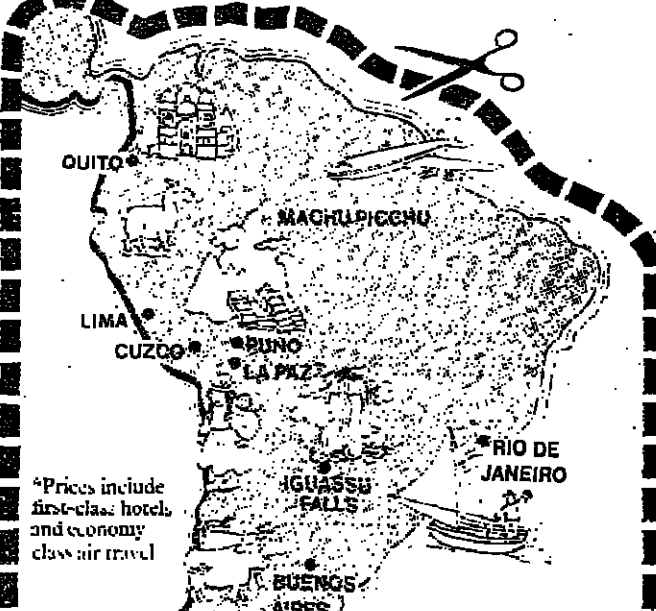 QUITO
MACHU PICCHU
LIMA
CUZCO
PUNO
LA PAZ
RIO DE
JANEIRO
IGUASSU
FALLS
*Prices include
first-class hotels
and economy
class air travel
BUENOS
AIRES